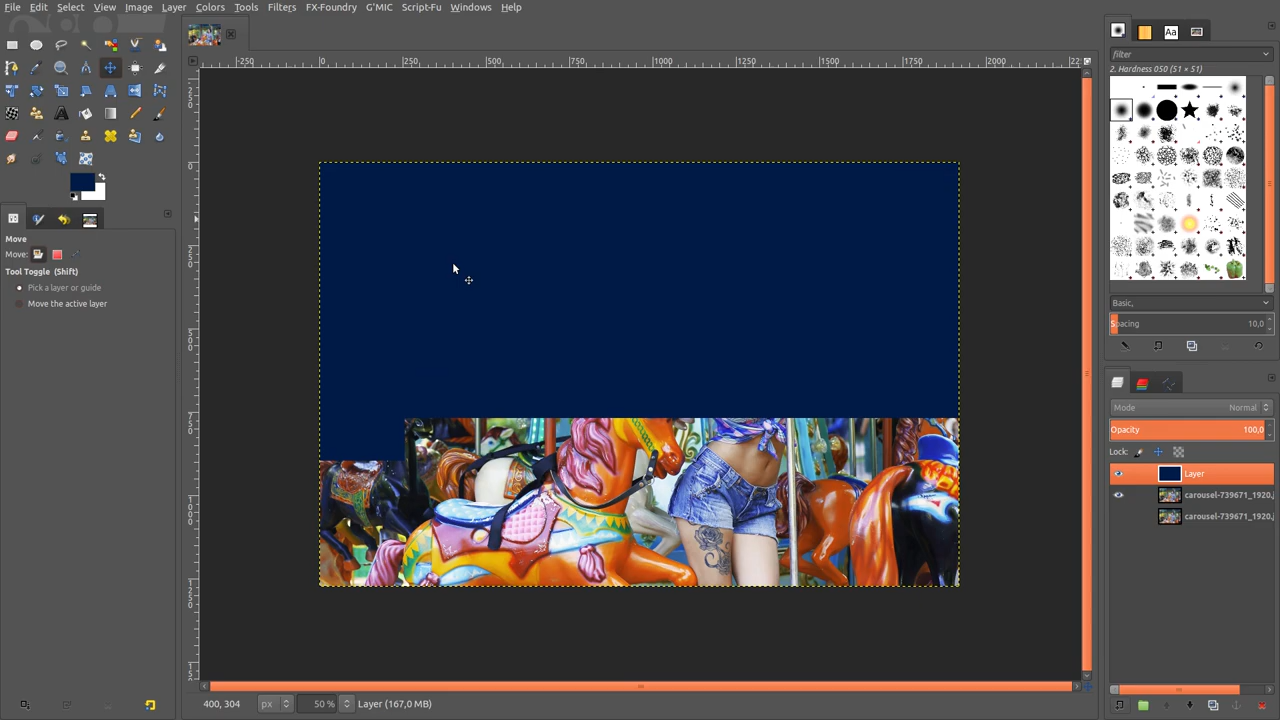 File Edit Select View Image Layer Colors Tools Filters FX-Foundry G'MIC Script-Fu Windows Help
-250 0 250 500 750 1000 1250 1500 1750 2000 22
filter
2. Hardness 050 (51 × 51)
Move
Move:
Tool Toggle (Shift)
Pick a layer or guide
Move the active layer
Basic,
Spacing 10,0
Mode Normal
Opacity 100,0
Lock:
Layer
carousel-739671_1920.j
carousel-739671_1920.j
400, 304 px 50 % Layer (167,0 MB)